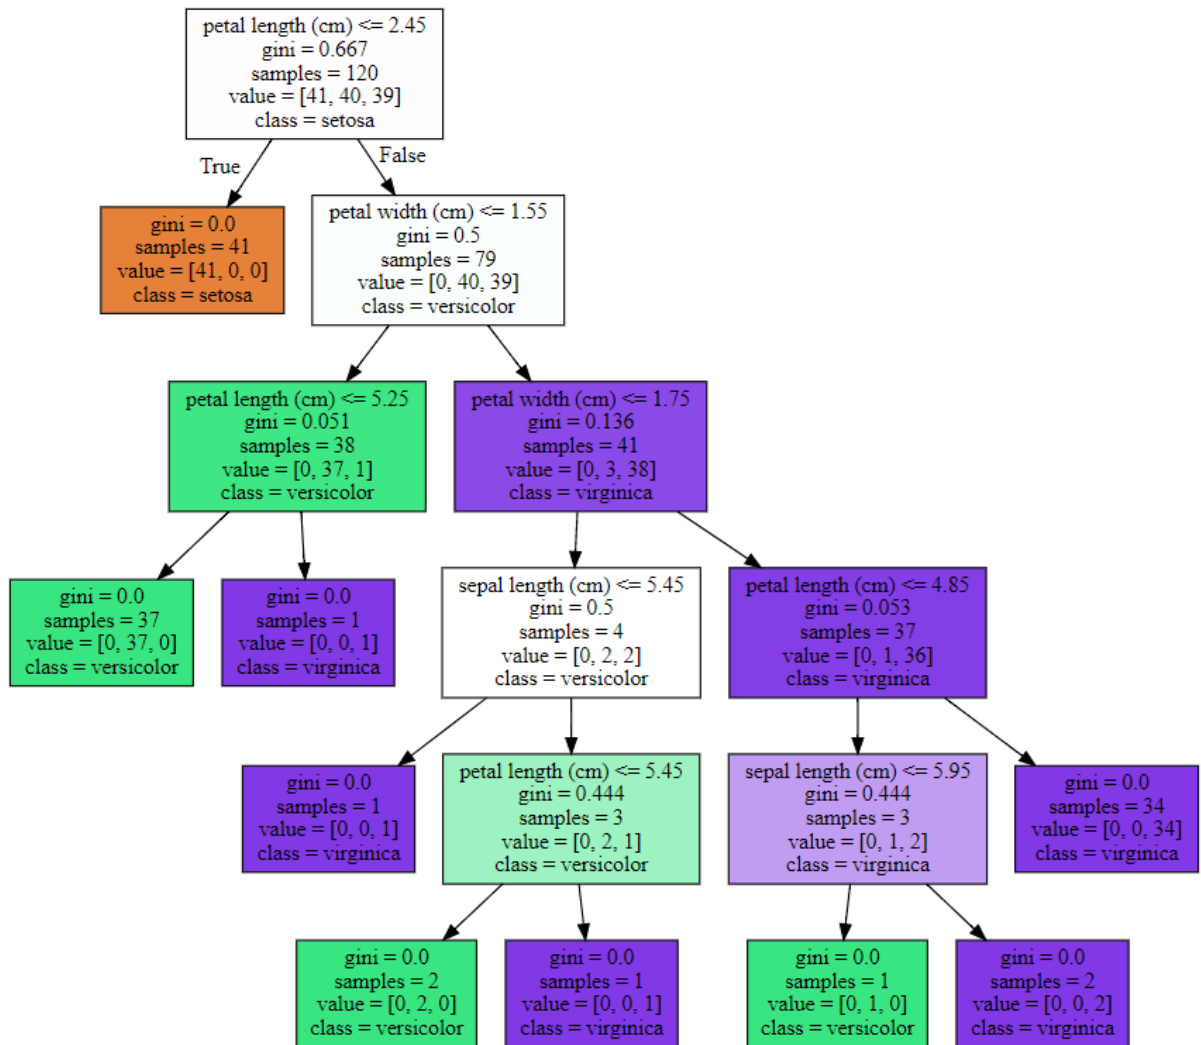 petal length (cm) <= 2.45
gini = 0.667
samples = 120
value = [41, 40, 39]
class = setosa
True
False
gini = 0.0
samples = 41
value = [41, 0, 0]
class = setosa
petal width (cm) <= 1.55
gini = 0.5
samples = 79
value = [0, 40, 39]
class = versicolor
petal length (cm) <= 5.25
gini = 0.051
samples = 38
value = [0, 37, 1]
class = versicolor
petal width (cm) <= 1.75
gini = 0.136
samples = 41
value = [0, 3, 38]
class = virginica
gini = 0.0
samples = 37
value = [0, 37, 0]
class = versicolor
gini = 0.0
samples = 1
value = [0, 0, 1]
class = virginica
sepal length (cm) <= 5.45
gini = 0.5
samples = 4
value = [0, 2, 2]
class = versicolor
petal length (cm) <= 4.85
gini = 0.053
samples = 37
value = [0, 1, 36]
class = virginica
gini = 0.0
samples = 1
value = [0, 0, 1]
class = virginica
petal length (cm) <= 5.45
gini = 0.444
samples = 3
value = [0, 2, 1]
class = versicolor
sepal length (cm) <= 5.95
gini = 0.444
samples = 3
value = [0, 1, 2]
class = virginica
gini = 0.0
samples = 34
value = [0, 0, 34]
class = virginica
gini = 0.0
samples = 2
value = [0, 2, 0]
class = versicolor
gini = 0.0
samples = 1
value = [0, 0, 1]
class = virginica
gini = 0.0
samples = 1
value = [0, 1, 0]
class = versicolor
gini = 0.0
samples = 2
value = [0, 0, 2]
class = virginica